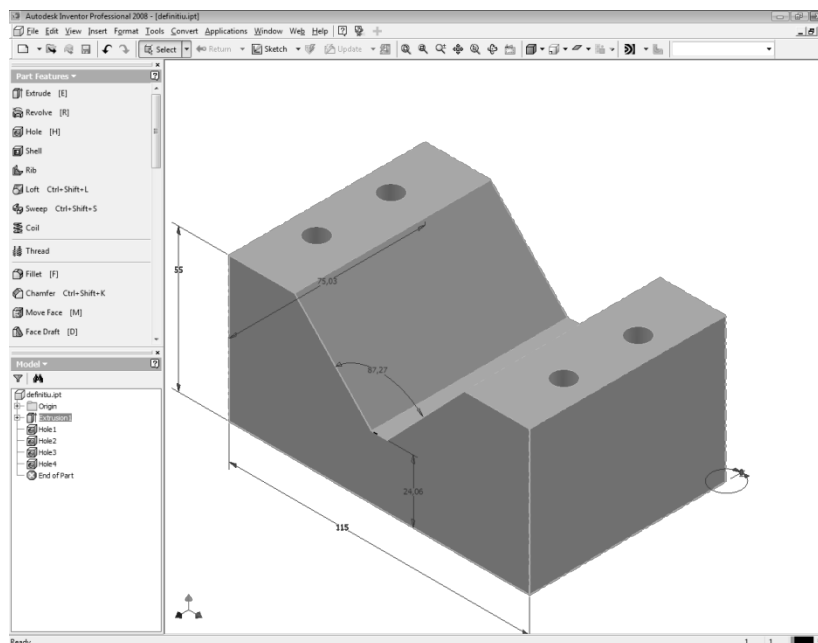 Autodesk Inventor Professional 2008 - [definitiu.ipt]
File Edit View Insert Format Tools Convert Applications Window Web Help
Select Return Sketch Update
Part Features
Extrude [E]
Revolve [R]
Hole [H]
Shell
Rib
Loft Ctrl+Shift+L
Sweep Ctrl+Shift+S
Coil
Thread
Fillet [F]
Chamfer Ctrl+Shift+K
Move Face [M]
Face Draft [D]
Model
definitiu.ipt
Origin
Extrusion1
Hole1
Hole2
Hole3
Hole4
End of Part
55
75,03
87,27
24,06
115
Ready
1 1